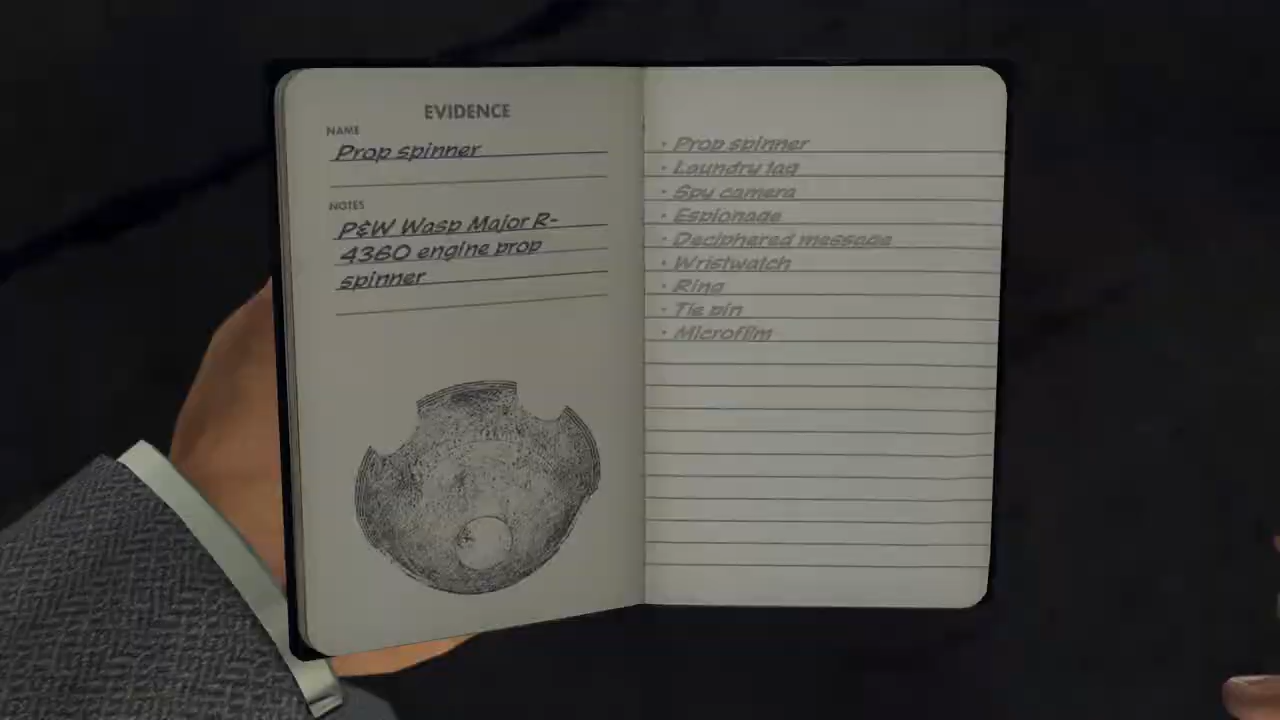 EVIDENCE
NAME
Prop spinner
NOTES
P&W Wasp Major R-
4360 engine prop
spinner
• Prop spinner
• Laundry tag
• Spy camera
• Espionage
• Deciphered message
• Wristwatch
• Ring
• Tie pin
• Microfilm